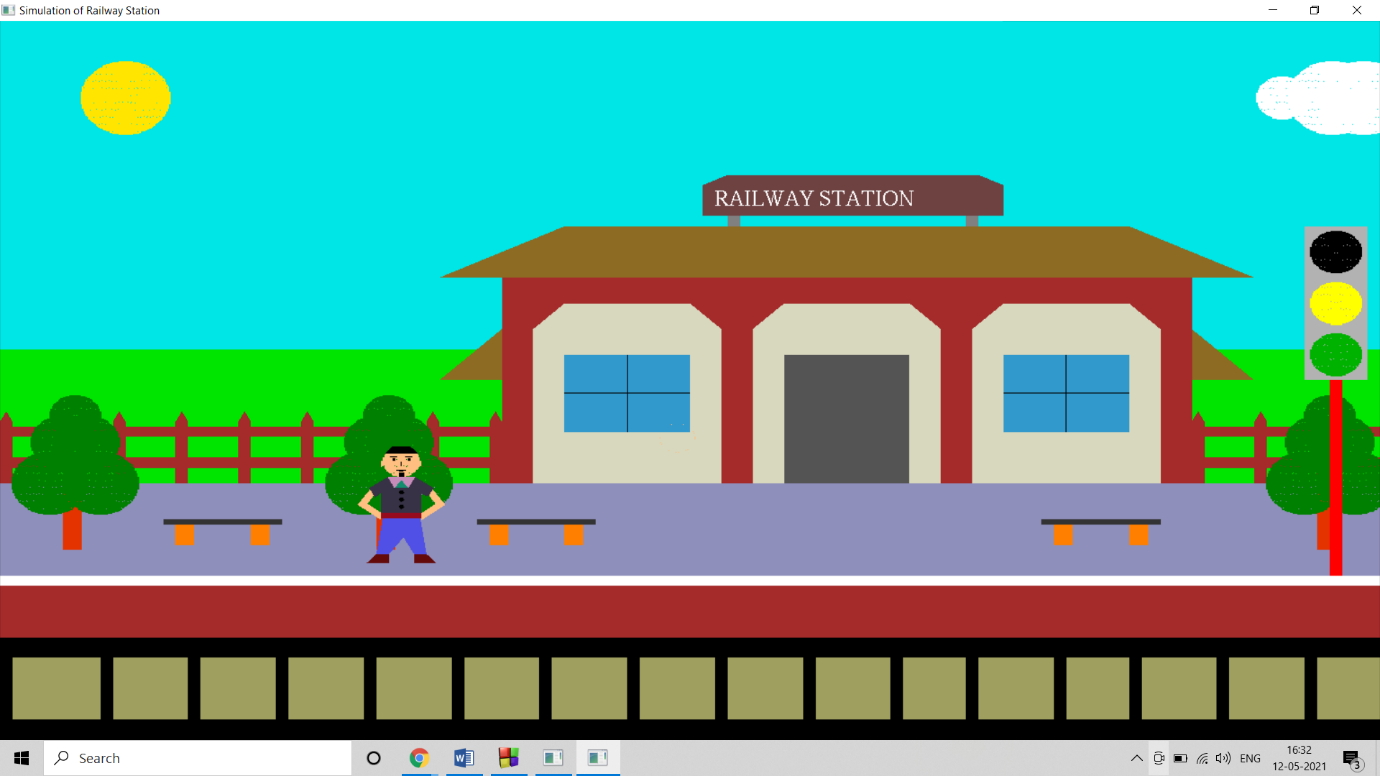 Simulation of Railway Station
RAILWAY STATION
Search
ENG
16:32
12-05-2021
3